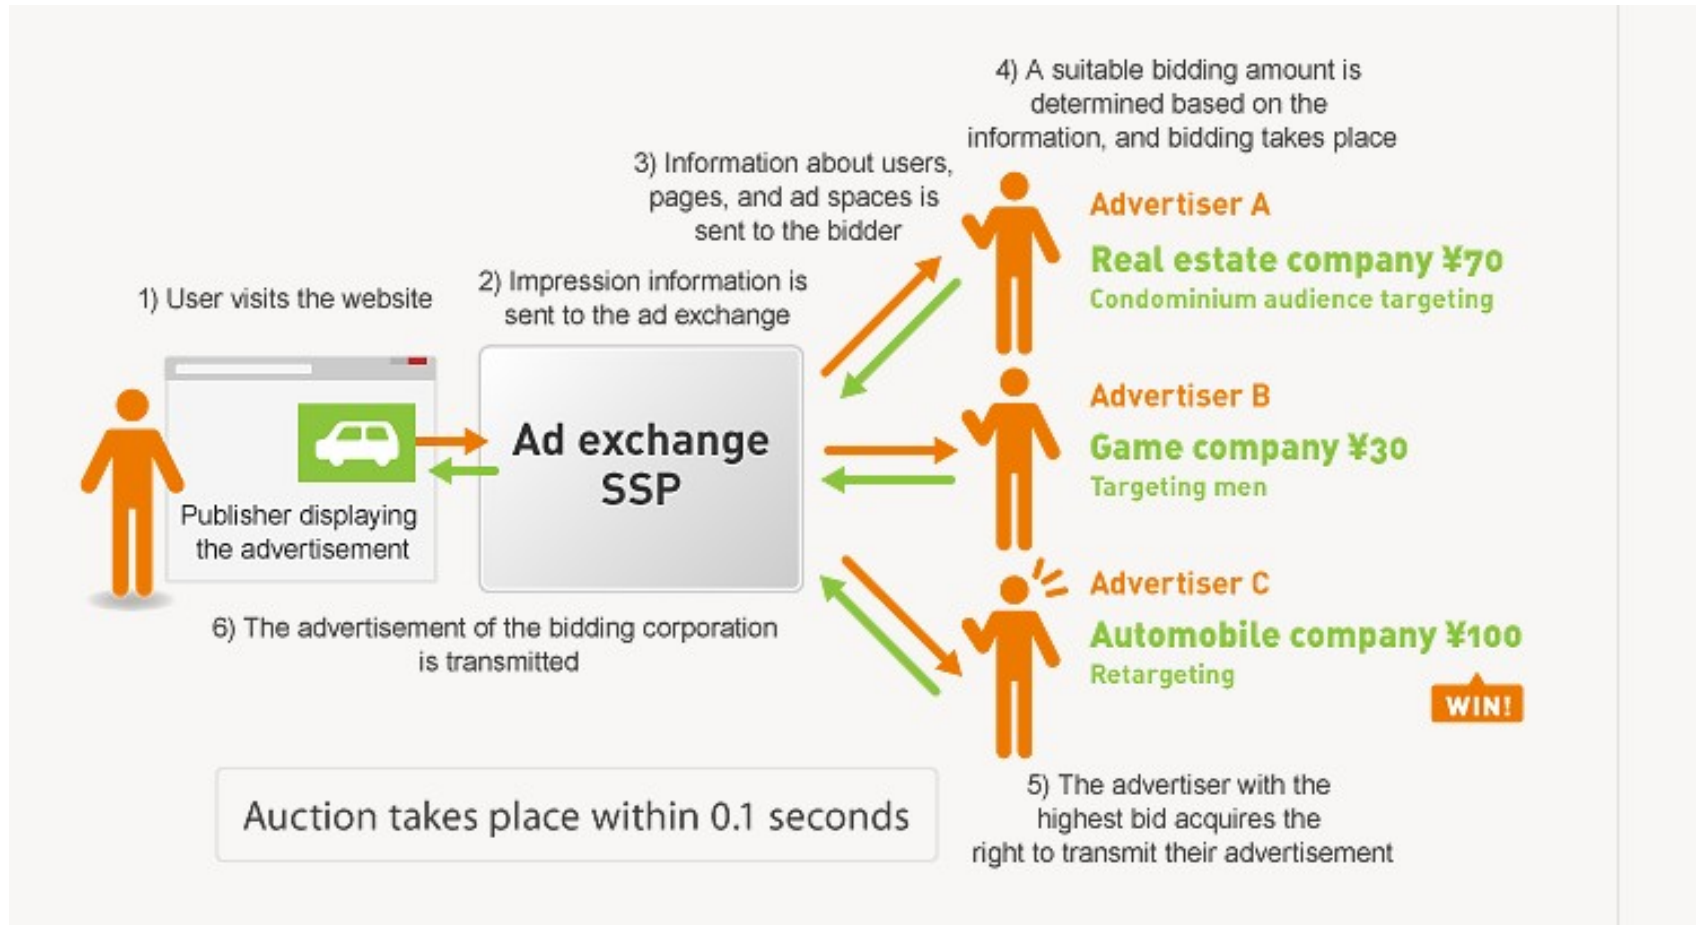 1) User visits the website
Publisher displaying
the advertisement
2) Impression information is
sent to the ad exchange
Ad exchange
SSP
3) Information about users,
pages, and ad spaces is
sent to the bidder
4) A suitable bidding amount is
determined based on the
information, and bidding takes place
Advertiser A
Real estate company ¥70
Condominium audience targeting
Advertiser B
Game company ¥30
Targeting men
Advertiser C
Automobile company ¥100
Retargeting
WIN!
5) The advertiser with the
highest bid acquires the
right to transmit their advertisement
6) The advertisement of the bidding corporation
is transmitted
Auction takes place within 0.1 seconds